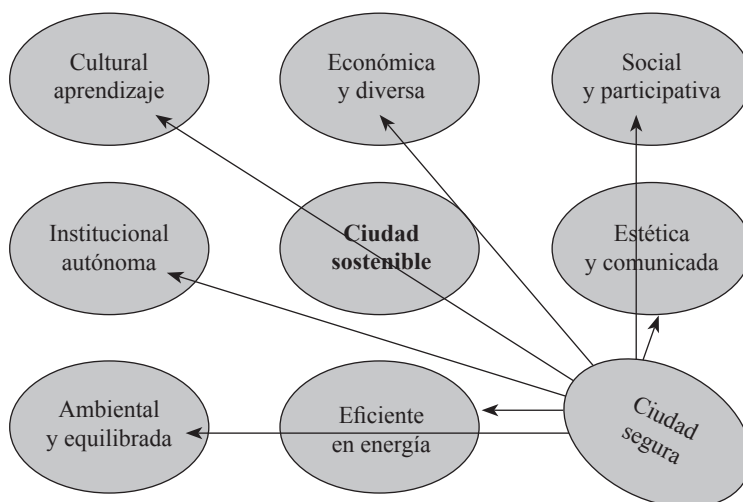 Cultural
aprendizaje
Económica
y diversa
Social
y participativa
Institucional
autónoma
Ciudad
sostenible
Estética
y comunicada
Ambiental
y equilibrada
Eficiente
en energía
Ciudad
segura